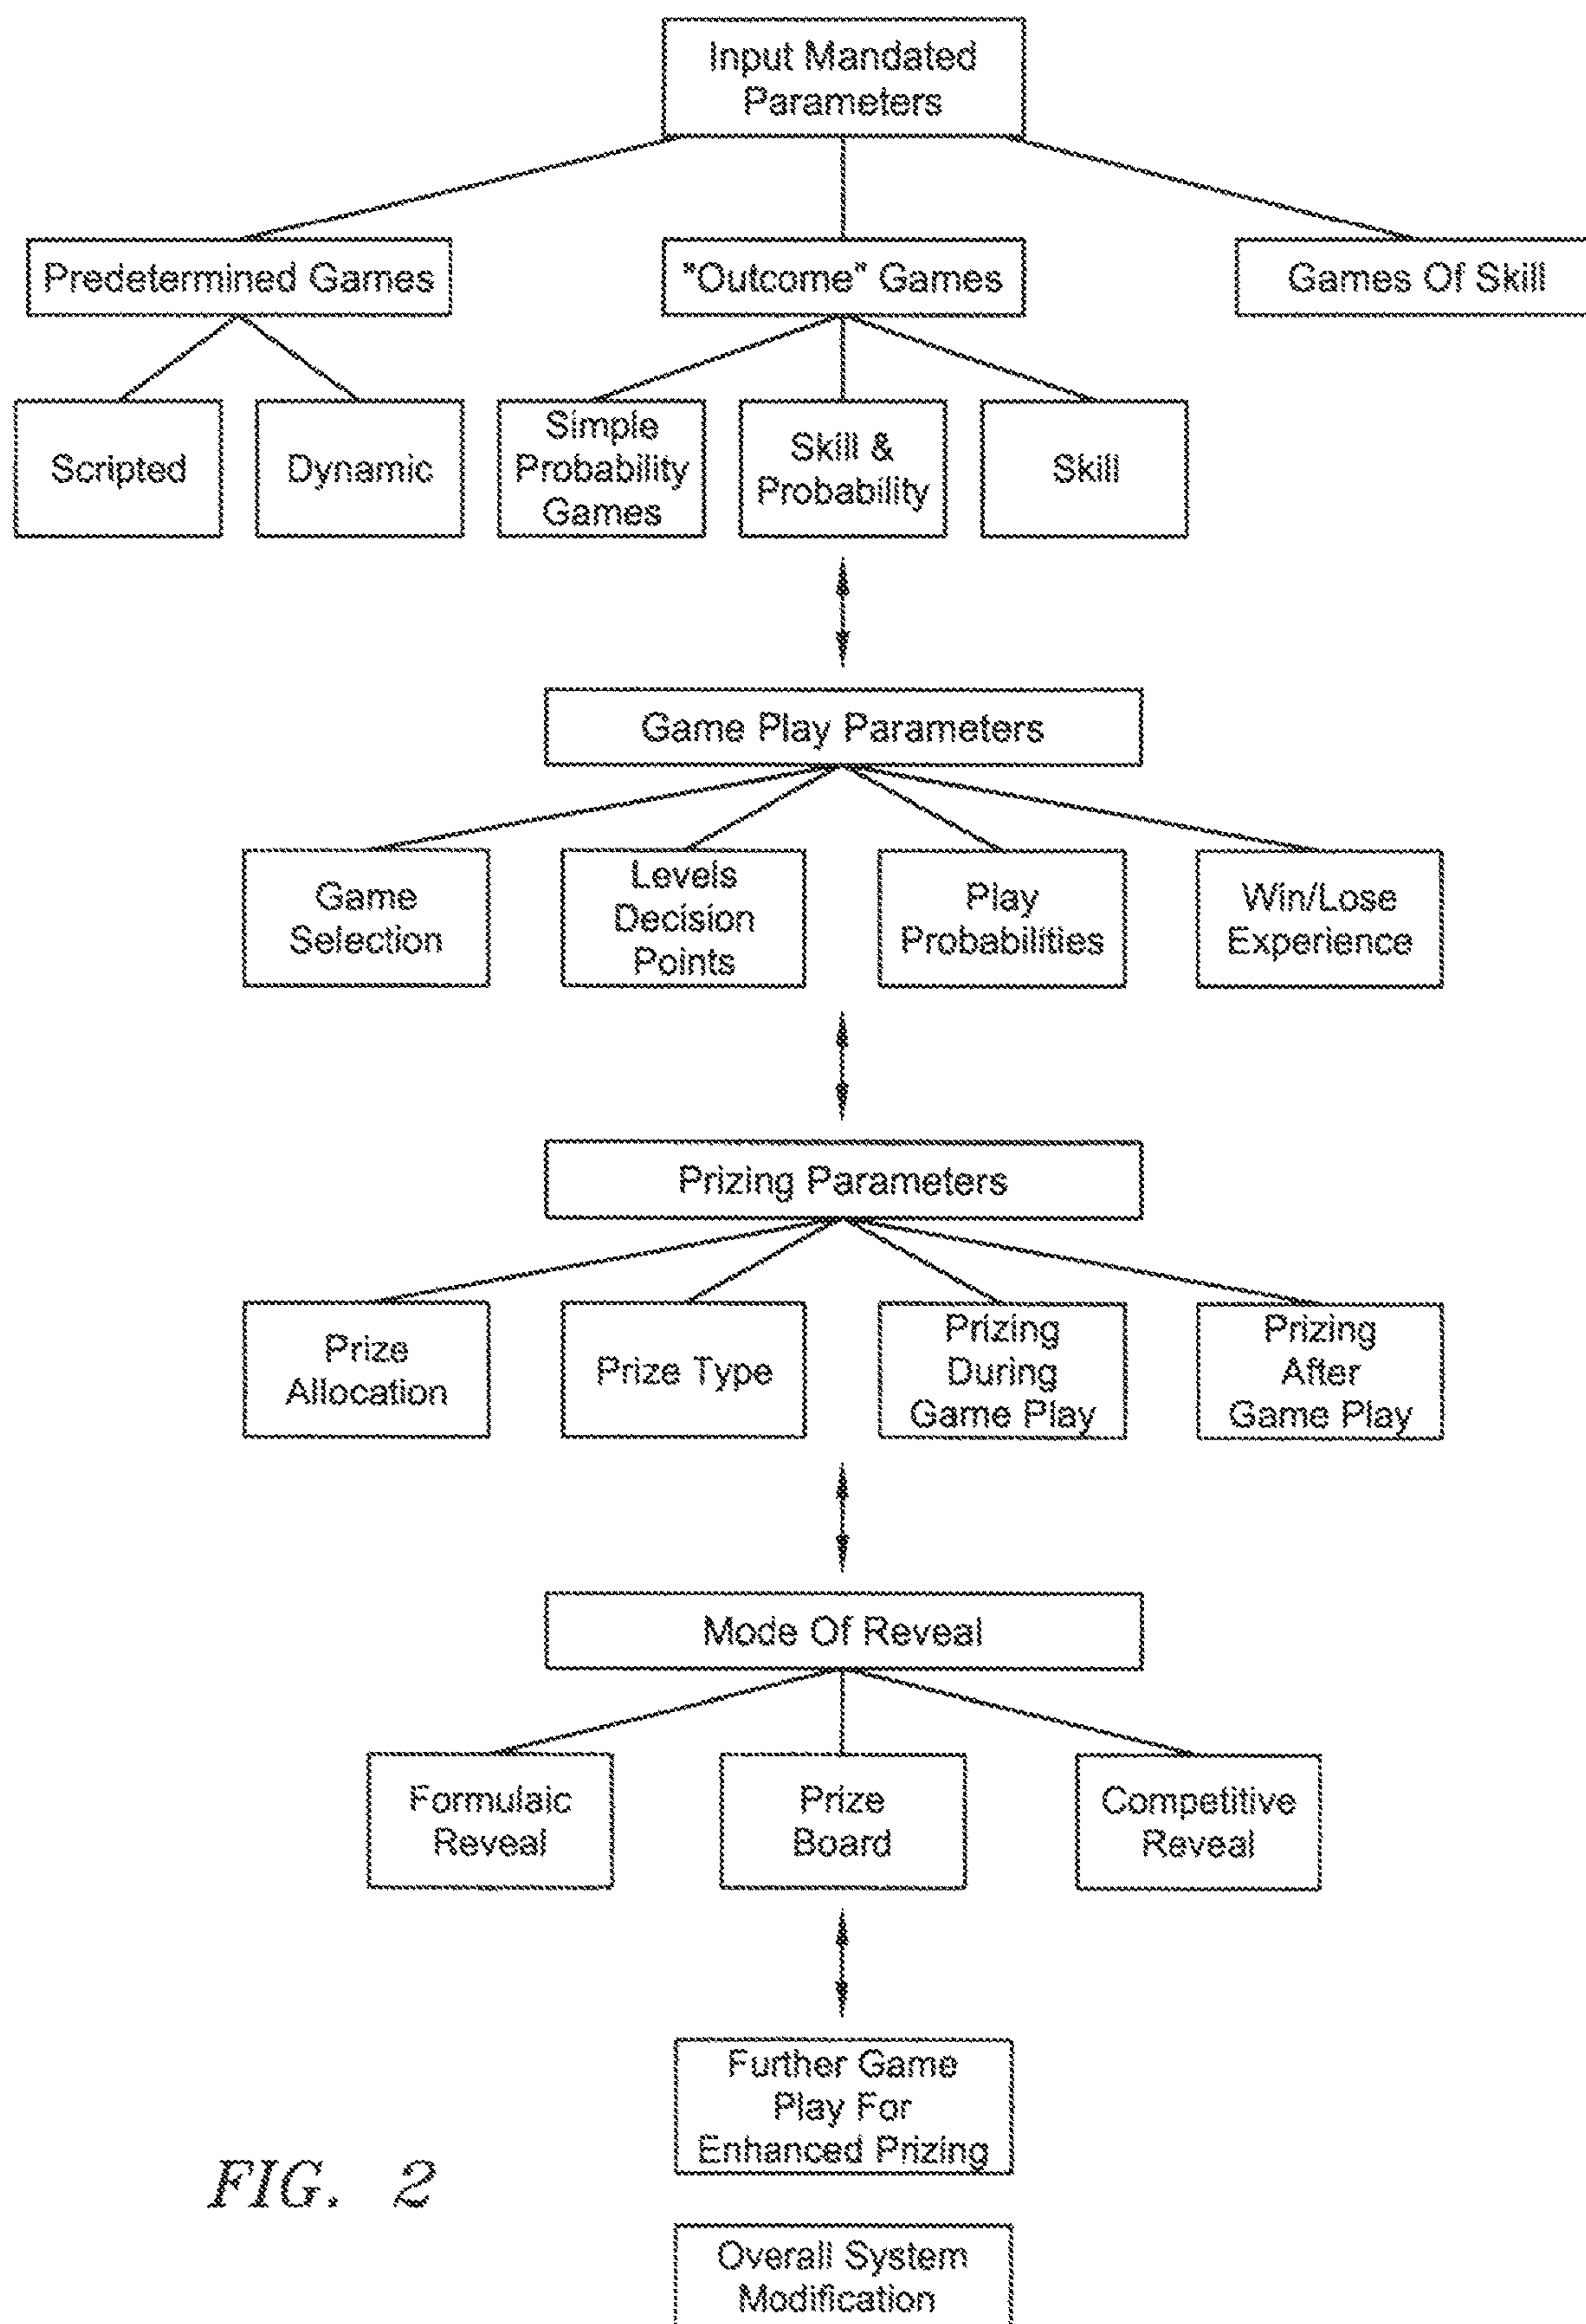 Input Mandated
Parameters
Predetermined Games
"Outcome" Games
Games Of Skill
Scripted
Dynamic
Simple
Probability
Games
Skill &
Probability
Skill
Game Play Parameters
Game
Selection
Levels
Decision
Points
Play
Probabilities
Win/Lose
Experience
Prizing Parameters
Prize
Allocation
Prize Type
Prizing
During
Game Play
Prizing
After
Game Play
Mode Of Reveal
Formulaic
Reveal
Prize
Board
Competitive
Reveal
Further Game
Play For
Enhanced Prizing
FIG. 2
Overall System
Modification